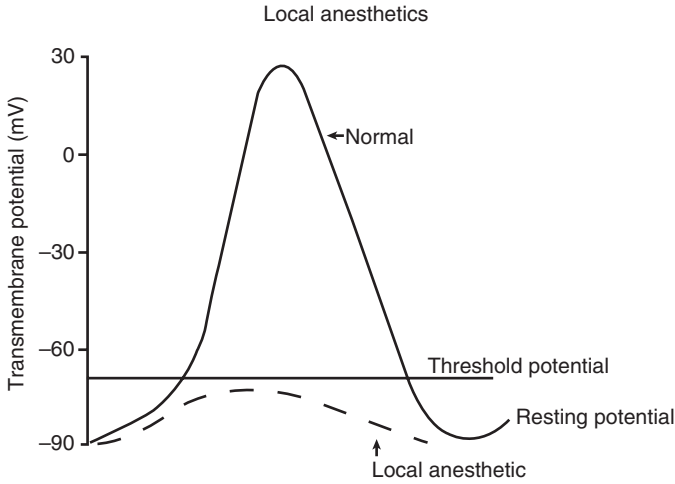 Local anesthetics
Transmembrane potential (mV)
30
0
–30
–60
–90
Normal
Threshold potential
Resting potential
Local anesthetic